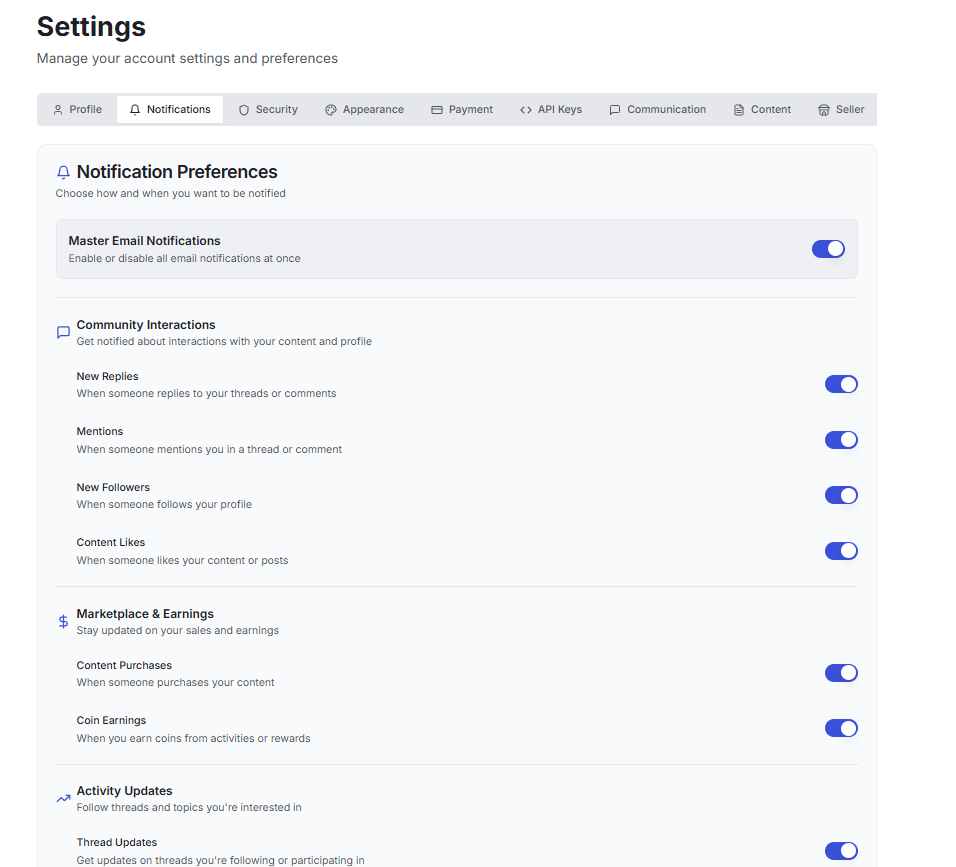 Settings
Manage your account settings and preferences
Profile Notifications Security Appearance Payment API Keys Communication Content Seller
Notification Preferences
Choose how and when you want to be notified
Master Email Notifications
Enable or disable all email notifications at once
Community Interactions
Get notified about interactions with your content and profile
New Replies
When someone replies to your threads or comments
Mentions
When someone mentions you in a thread or comment
New Followers
When someone follows your profile
Content Likes
When someone likes your content or posts
Marketplace & Earnings
Stay updated on your sales and earnings
Content Purchases
When someone purchases your content
Coin Earnings
When you earn coins from activities or rewards
Activity Updates
Follow threads and topics you're interested in
Thread Updates
Get updates on threads you're following or participating in